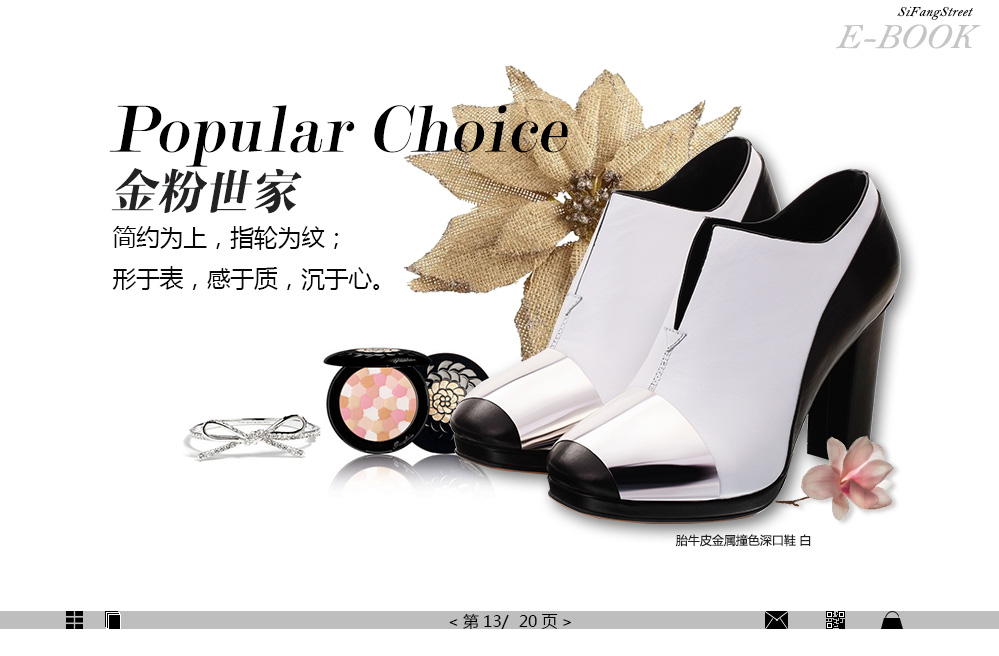 SiFangStreet
E-BOOK
Popular Choice
金粉世家
简约为上，指轮为纹；
形于表，感于质，沉于心。
胎牛皮金属撞色深口鞋 白
< 第 13/ 20 页 >